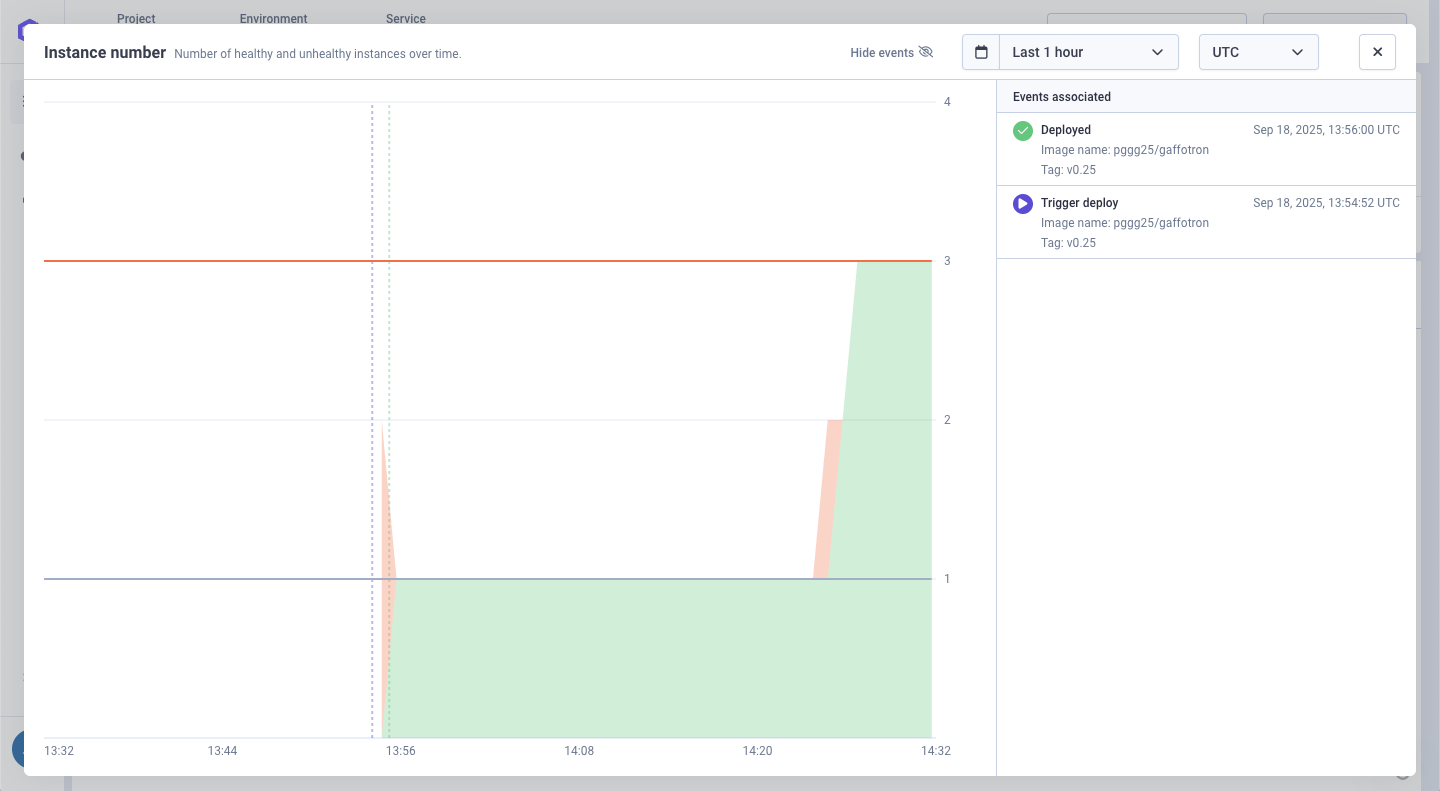 Project Environment Service
Instance number Number of healthy and unhealthy instances over time.
Hide events Last 1 hour UTC
Events associated
Deployed Sep 18, 2025, 13:56:00 UTC
Image name: pggg25/gaffotron
Tag: v0.25
Trigger deploy Sep 18, 2025, 13:54:52 UTC
Image name: pggg25/gaffotron
Tag: v0.25
4
3
2
1
13:32 13:44 13:56 14:08 14:20 14:32